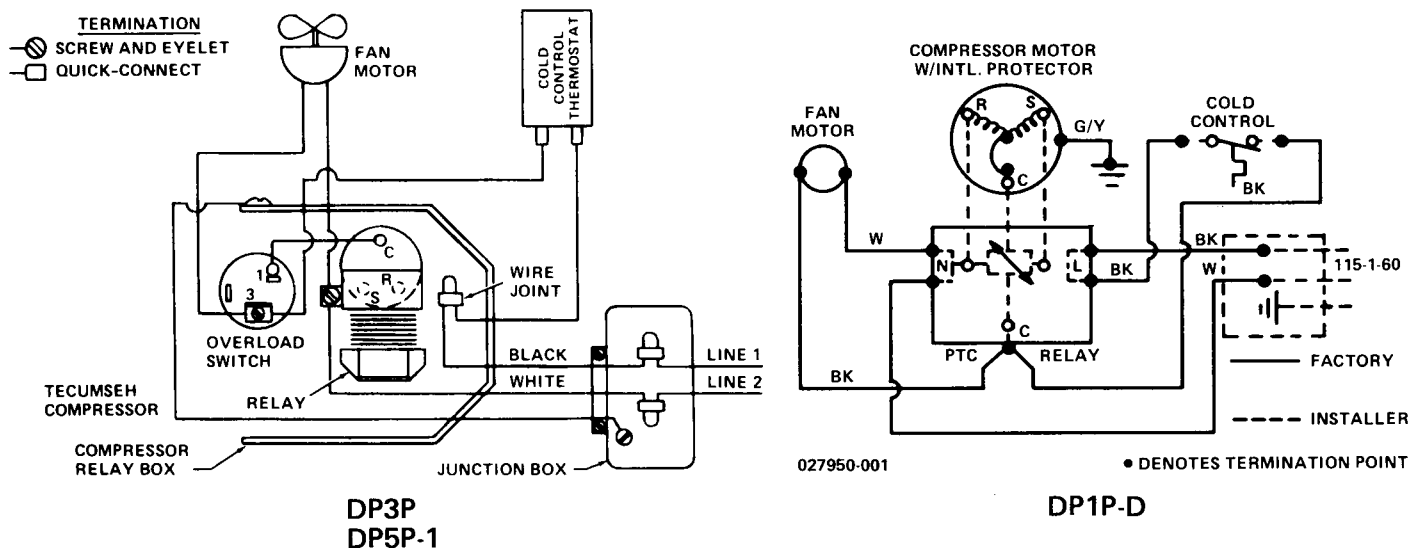 TERMINATION
SCREW AND EYELET
QUICK-CONNECT
FAN
MOTOR
COLD
CONTROL
THERMOSTAT
1
C
R
S
3
OVERLOAD
SWITCH
WIRE
JOINT
BLACK
WHITE
LINE 1
LINE 2
TECUMSEH
COMPRESSOR
RELAY
COMPRESSOR
RELAY BOX
JUNCTION BOX
DP3P
DP5P-1
COMPRESSOR MOTOR
W/INTL. PROTECTOR
R
S
G/Y
C
FAN
MOTOR
COLD
CONTROL
BK
W
N
L
BK
BK
W
115-1-60
C
PTC
RELAY
BK
FACTORY
INSTALLER
027950-001
• DENOTES TERMINATION POINT
DP1P-D